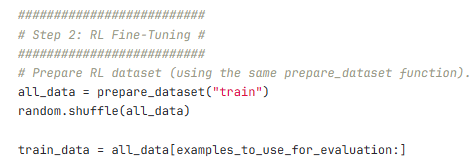 ##########################
# Step 2: RL Fine-Tuning #
##########################
# Prepare RL dataset (using the same prepare_dataset function).
all_data = prepare_dataset("train")
random.shuffle(all_data)
train_data = all_data[examples_to_use_for_evaluation:]